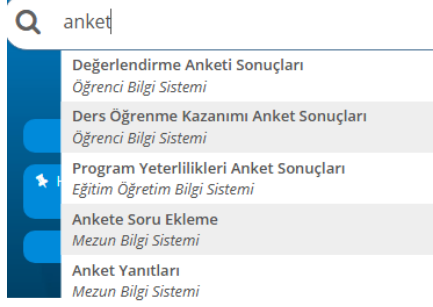 anket
Değerlendirme Anketi Sonuçları
Öğrenci Bilgi Sistemi
Ders Öğrenme Kazanımı Anket Sonuçları
Öğrenci Bilgi Sistemi
Program Yeterlilikleri Anket Sonuçları
Eğitim Öğretim Bilgi Sistemi
Ankete Soru Ekleme
Mezun Bilgi Sistemi
Anket Yanıtları
Mezun Bilgi Sistemi